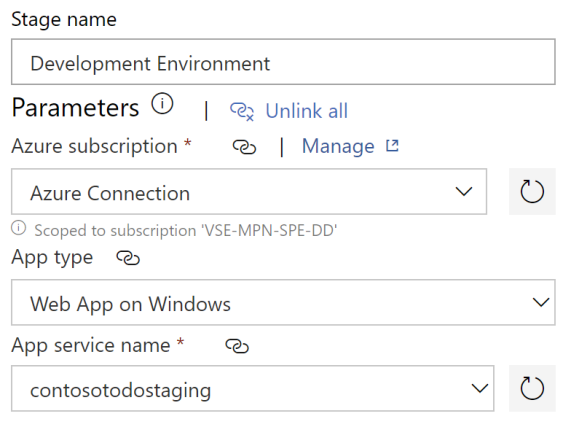 Stage name
Development Environment
Parameters | Unlink all
Azure subscription * | Manage
Azure Connection
Scoped to subscription 'VSE-MPN-SPE-DD'
App type
Web App on Windows
App service name *
contosotodostaging